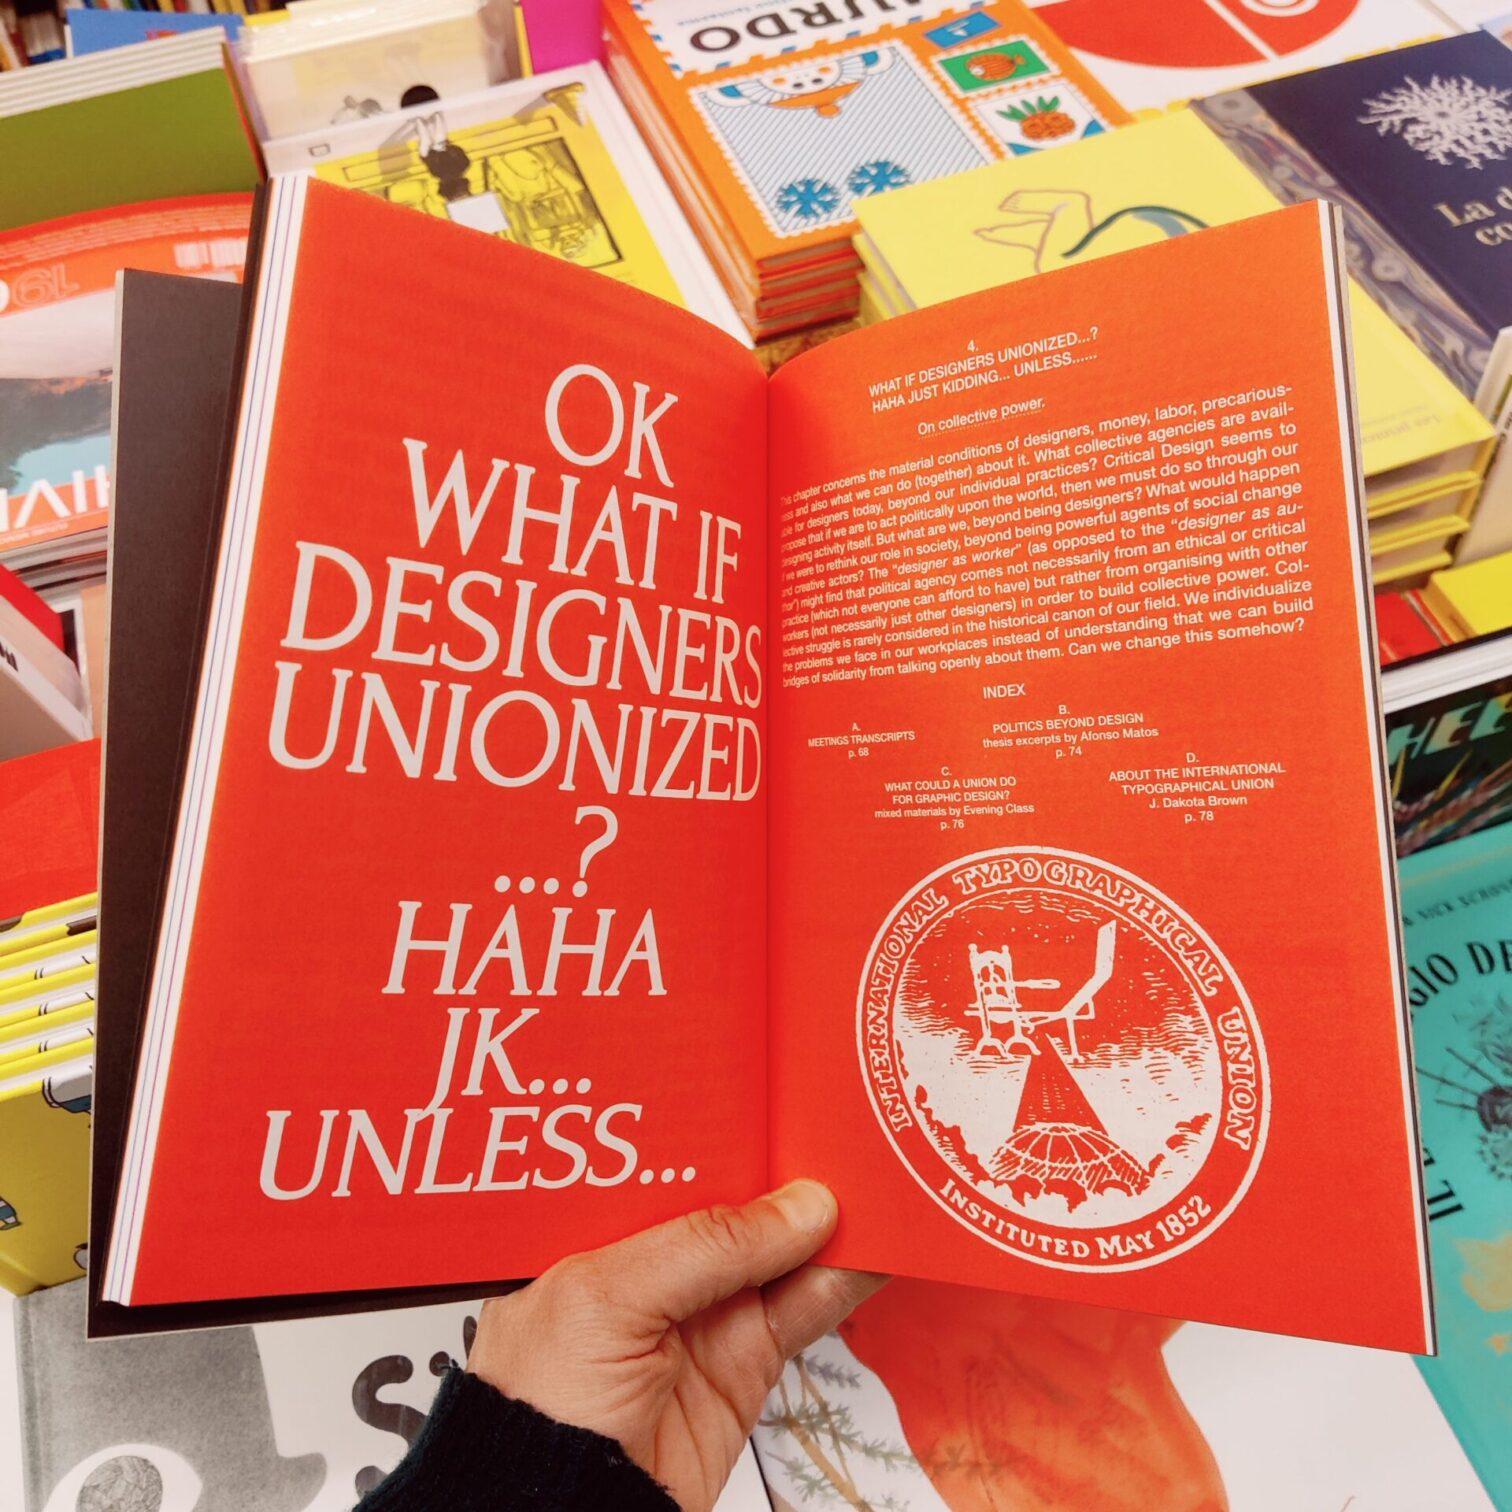 OK
WHAT IF
DESIGNERS
UNIONIZED
...?
HAHA
JK...
UNLESS...
4.
WHAT IF DESIGNERS UNIONIZED...?
HAHA JUST KIDDING... UNLESS......
On collective power.
This chapter concerns the material conditions of designers, money, labor, precarious-
ness and also what we can do (together) about it. What collective agencies are avail-
able for designers today, beyond our individual practices? Critical Design seems to
propose that if we are to act politically upon the world, then we must do so through our
designing activity itself. But what are we, beyond being designers? What would happen
if we were to rethink our role in society, beyond being powerful agents of social change
and creative actors? The “designer as worker” (as opposed to the “designer as au-
thor”) might find that political agency comes not necessarily from an ethical or critical
practice (which not everyone can afford to have) but rather from organising with other
workers (not necessarily just other designers) in order to build collective power. Col-
lective struggle is rarely considered in the historical canon of our field. We individualize
the problems we face in our workplaces instead of understanding that we can build
bridges of solidarity from talking openly about them. Can we change this somehow?
INDEX
A.
MEETINGS TRANSCRIPTS
p. 68
B.
POLITICS BEYOND DESIGN
thesis excerpts by Afonso Matos
p. 74
C.
WHAT COULD A UNION DO
FOR GRAPHIC DESIGN?
mixed materials by Evening Class
p. 76
D.
ABOUT THE INTERNATIONAL
TYPOGRAPHICAL UNION
J. Dakota Brown
p. 78
INTERNATIONAL TYPOGRAPHICAL UNION
INSTITUTED MAY 1852
La